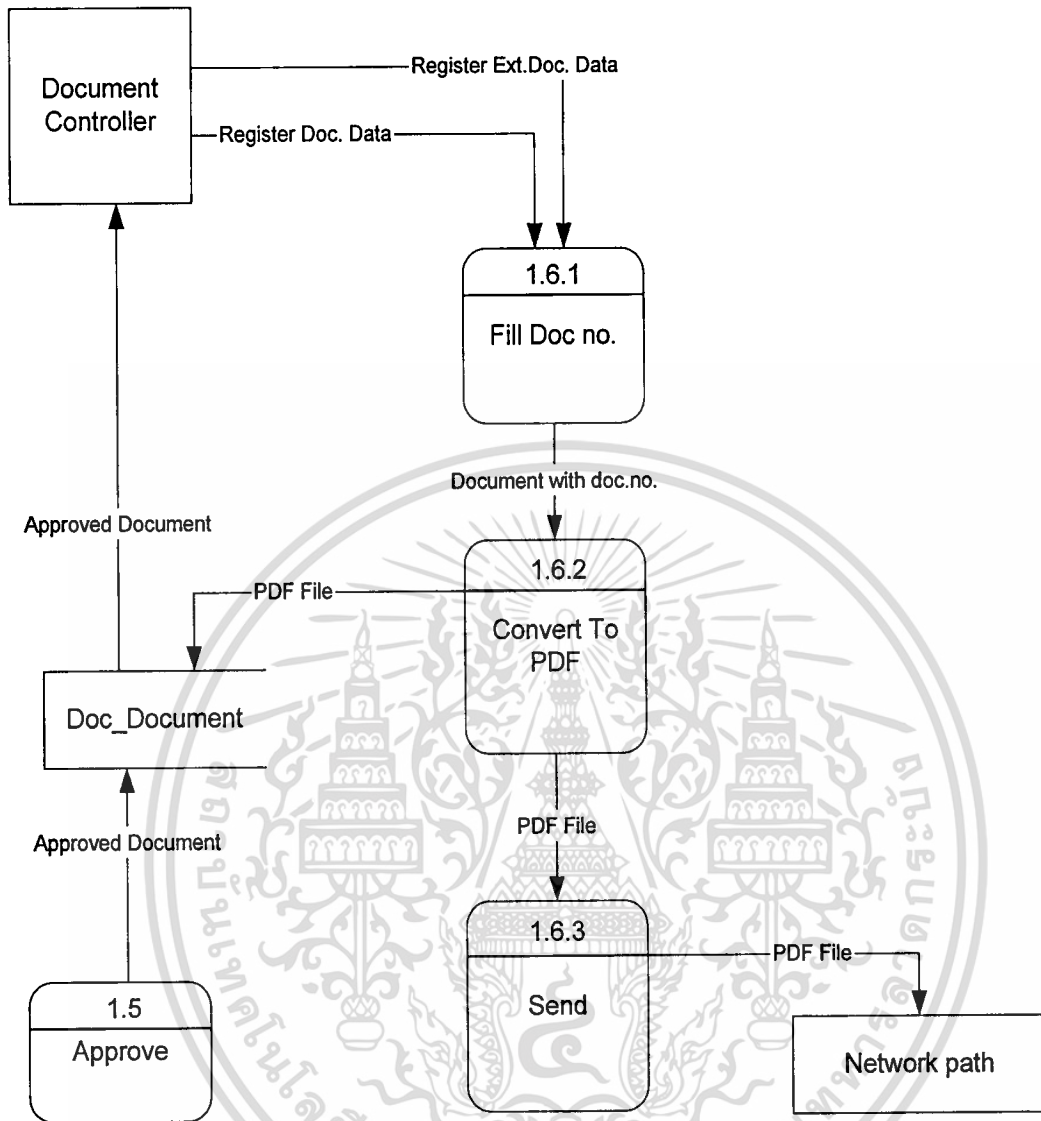 Document
Controller
Register Ext.Doc. Data
Register Doc. Data
1.6.1
Fill Doc no.
Document with doc.no.
Approved Document
1.6.2
Convert To
PDF
PDF File
Doc_Document
Approved Document
PDF File
1.6.3
Send
PDF File
1.5
Approve
Network path